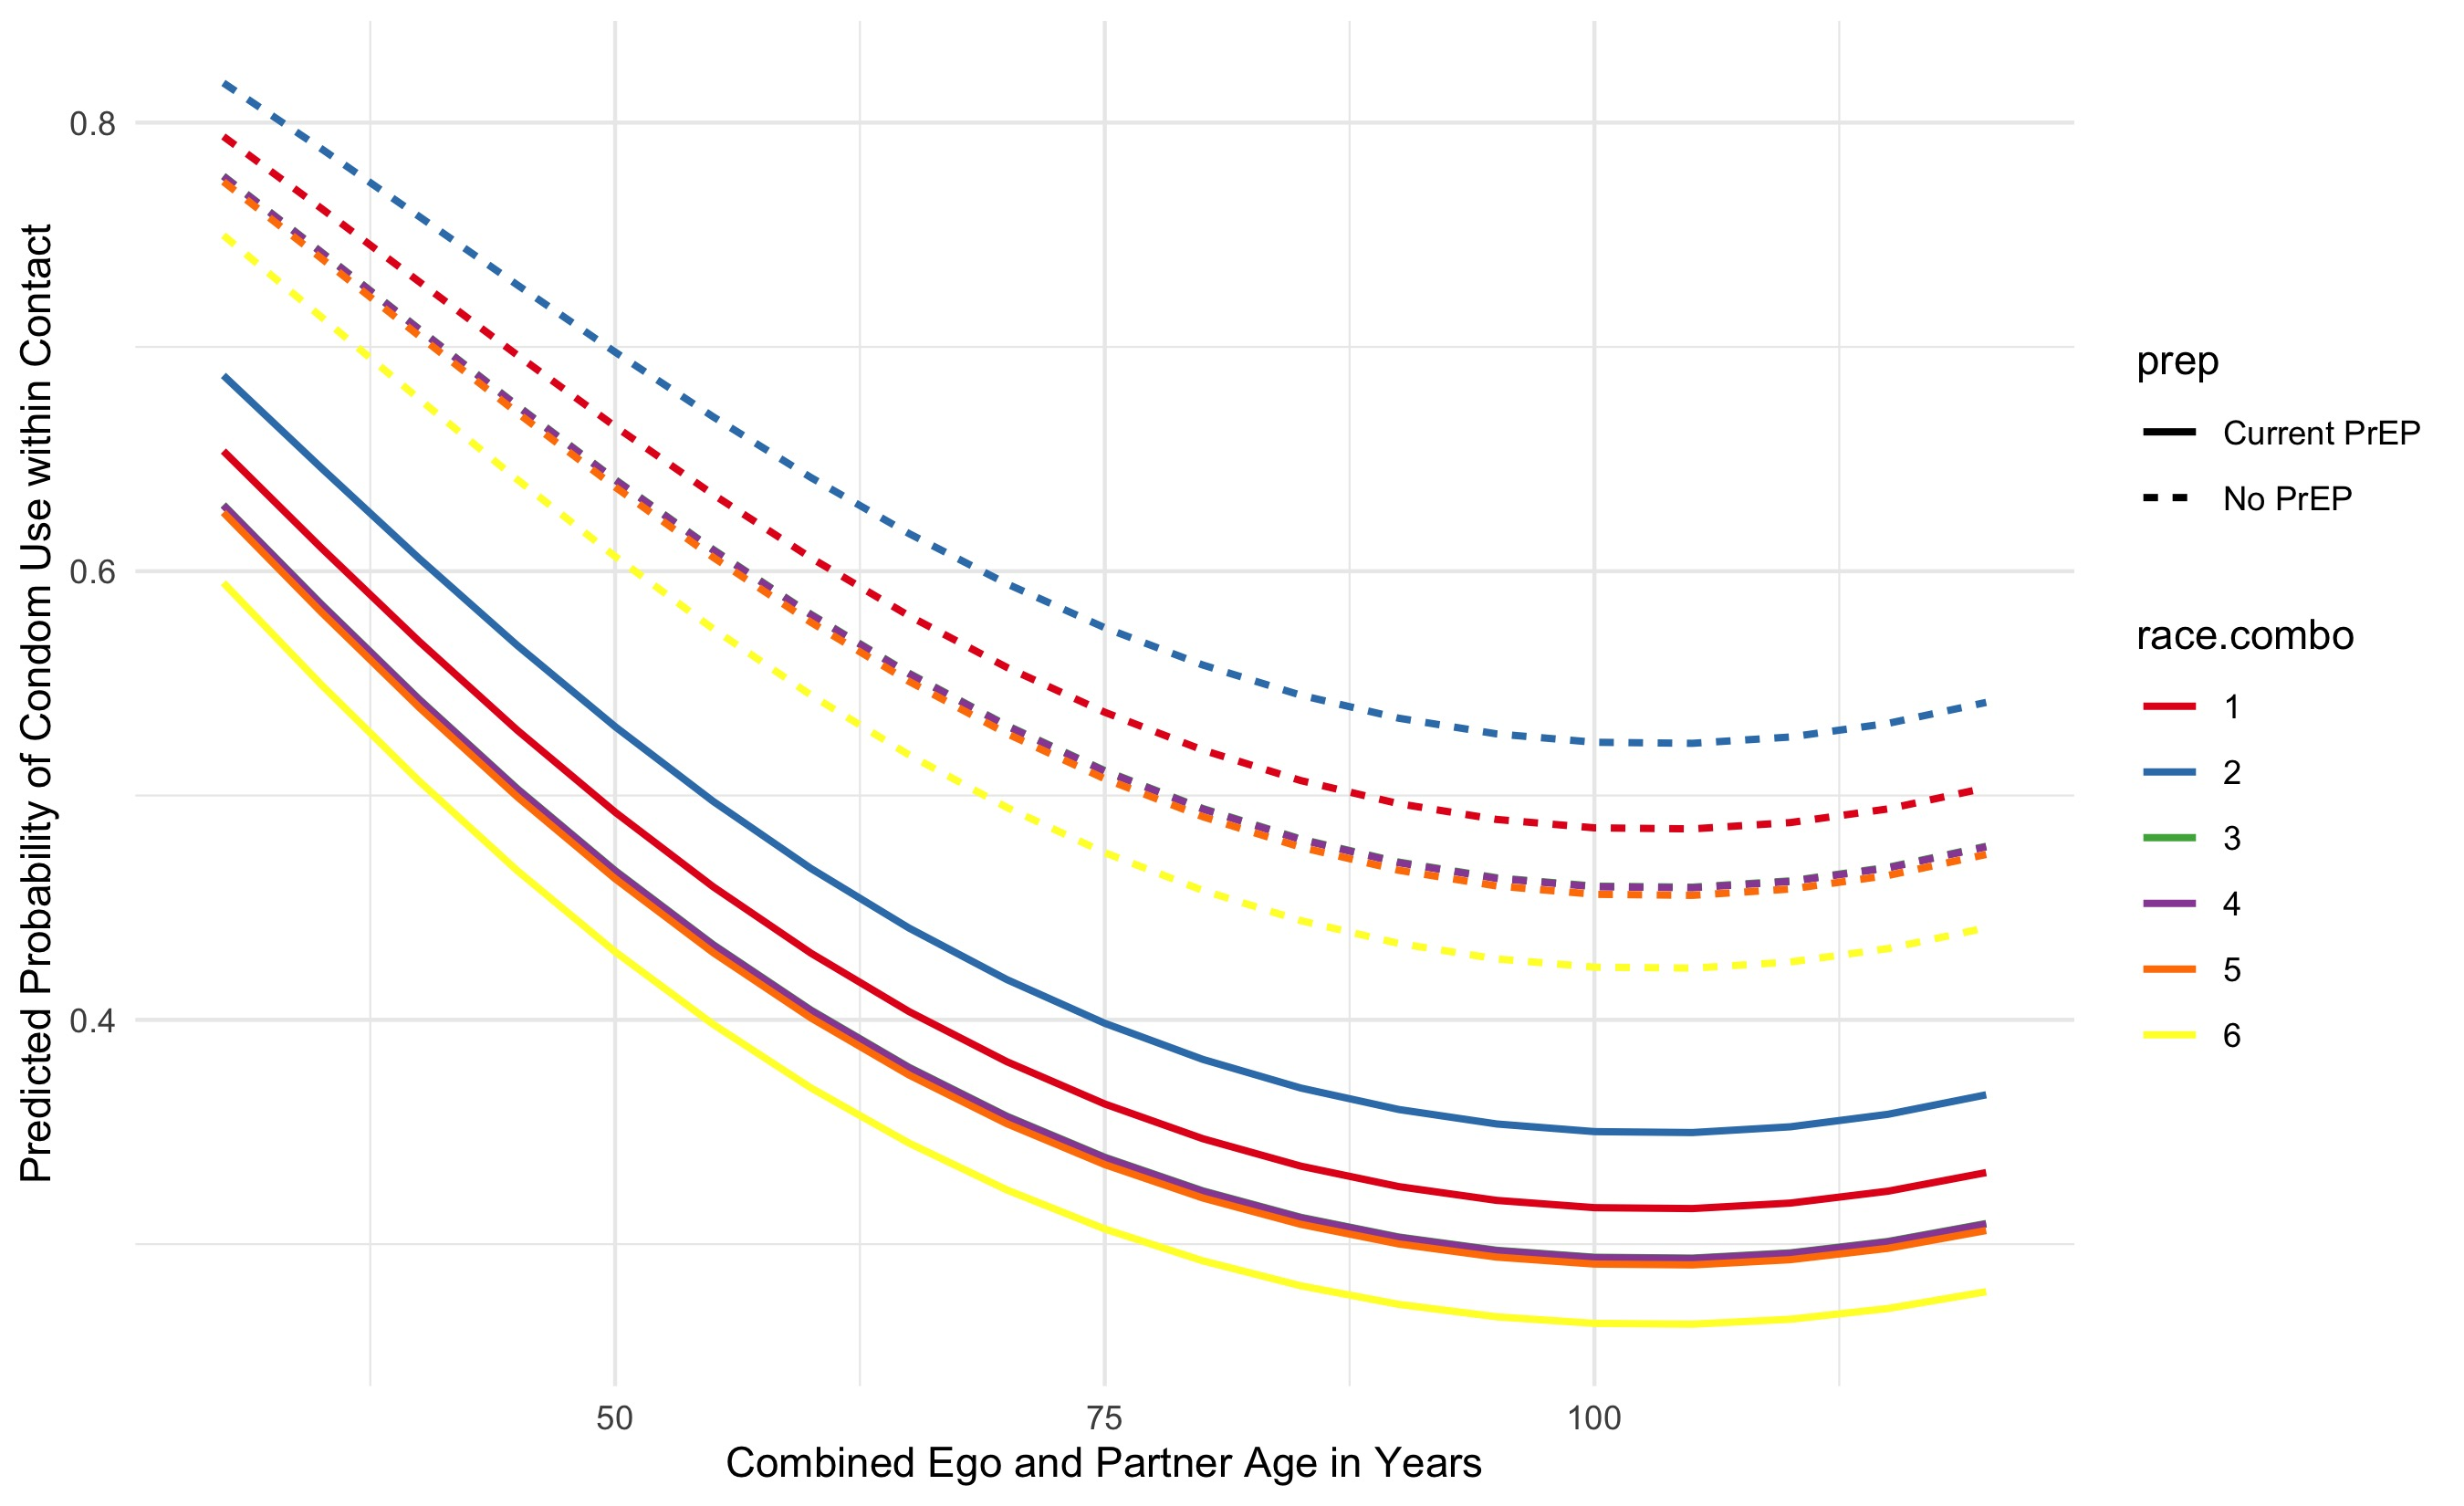 Predicted Probability of Condom Use within Contact
0.8
0.6
0.4
50
75
100
Combined Ego and Partner Age in Years
prep
Current PrEP
No PrEP
race.combo
1
2
3
4
5
6